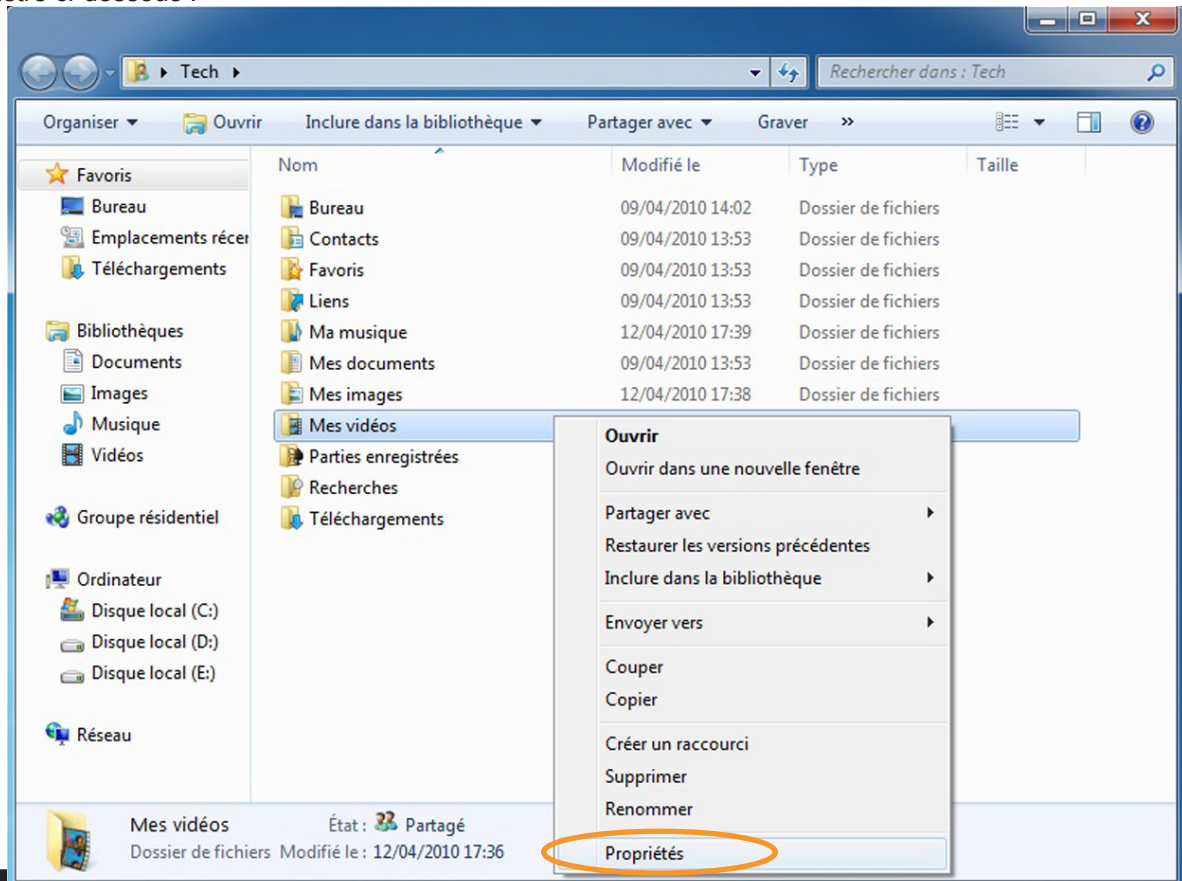 Tech
Rechercher dans : Tech
Organiser
Ouvrir
Inclure dans la bibliothèque
Partager avec
Graver
»
Nom
Modifié le
Type
Taille
Favoris
Bureau
Emplacements récer
Téléchargements
Bibliothèques
Documents
Images
Musique
Vidéos
Groupe résidentiel
Ordinateur
Disque local (C:)
Disque local (D:)
Disque local (E:)
Réseau
Bureau 09/04/2010 14:02 Dossier de fichiers
Contacts 09/04/2010 13:53 Dossier de fichiers
Favoris 09/04/2010 13:53 Dossier de fichiers
Liens 09/04/2010 13:53 Dossier de fichiers
Ma musique 12/04/2010 17:39 Dossier de fichiers
Mes documents 09/04/2010 13:53 Dossier de fichiers
Mes images 12/04/2010 17:38 Dossier de fichiers
Mes vidéos
Parties enregistrées
Recherches
Téléchargements
Ouvrir
Ouvrir dans une nouvelle fenêtre
Partager avec
Restaurer les versions précédentes
Inclure dans la bibliothèque
Envoyer vers
Couper
Copier
Créer un raccourci
Supprimer
Renommer
Propriétés
Mes vidéos État : Partagé
Dossier de fichiers Modifié le : 12/04/2010 17:36